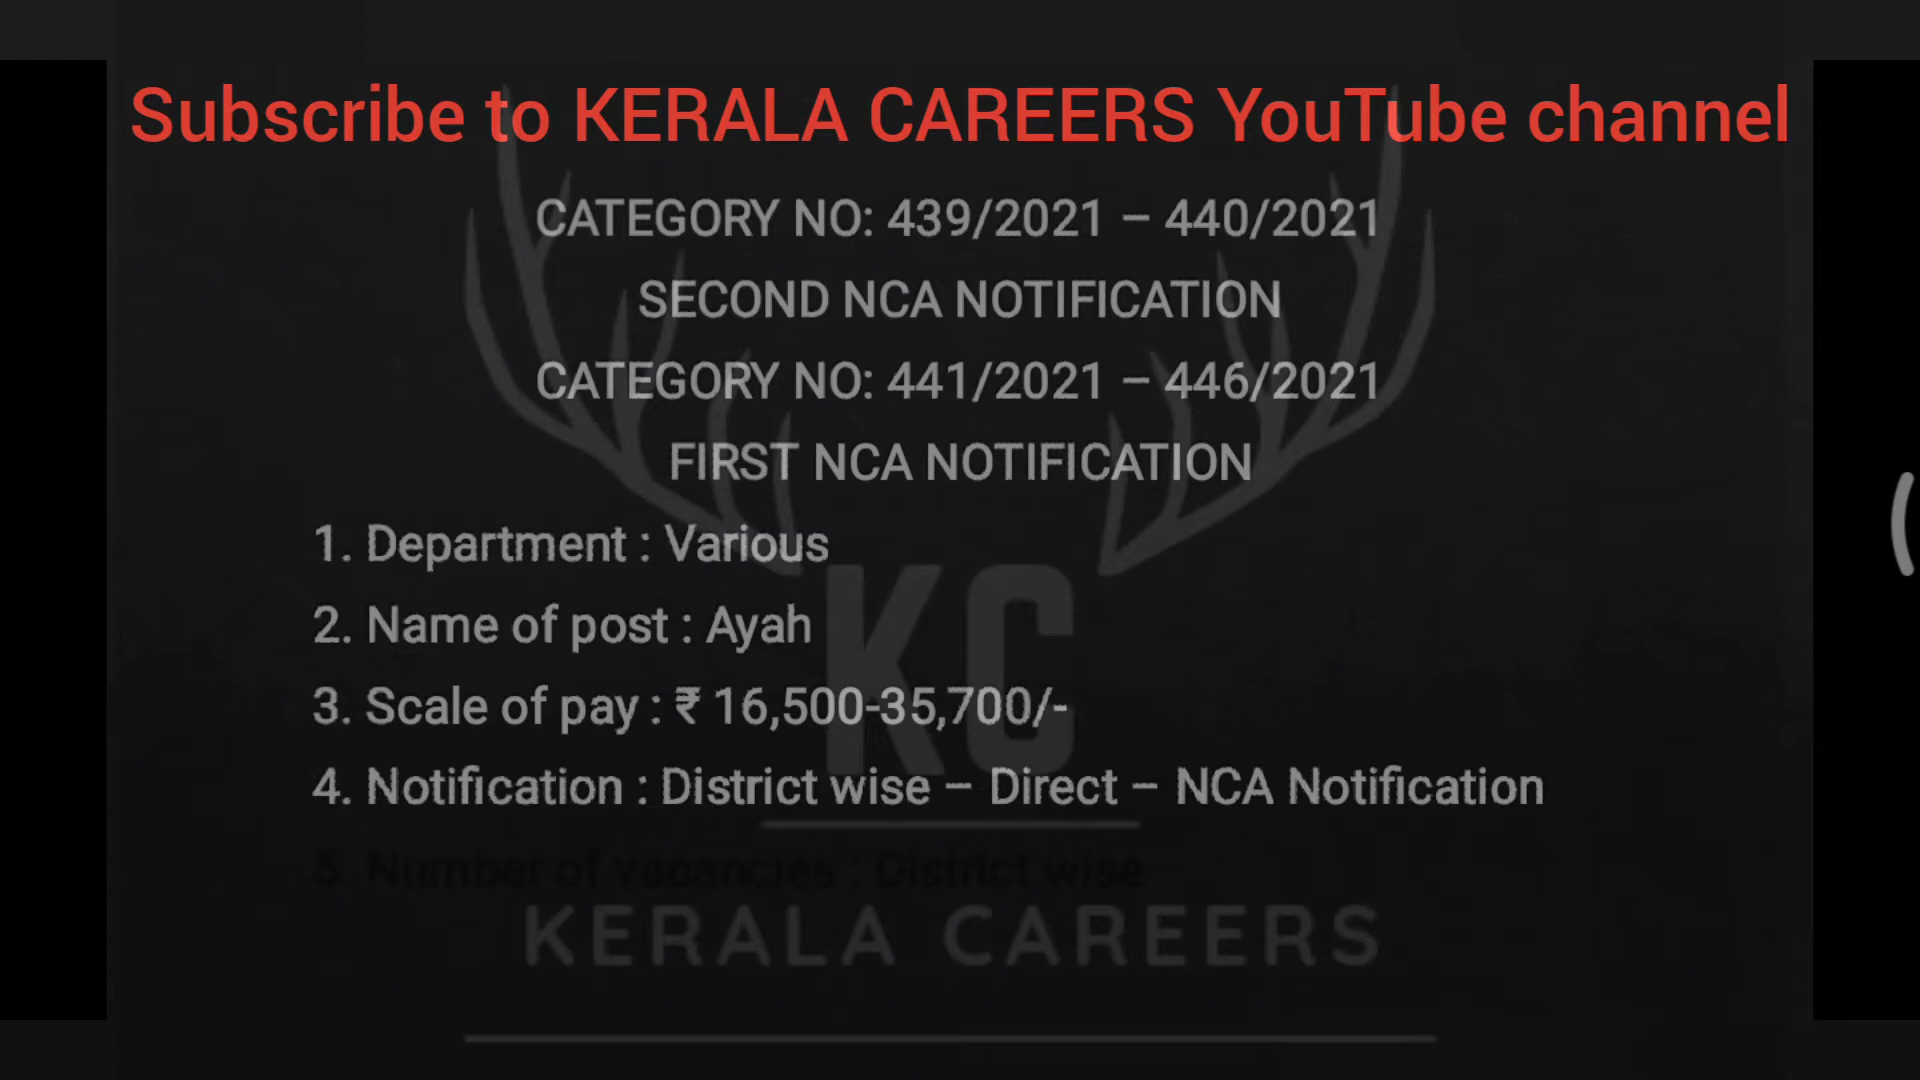 Subscribe to KERALA CAREERS YouTube channel
CATEGORY NO: 439/2021 – 440/2021
SECOND NCA NOTIFICATION
CATEGORY NO: 441/2021 – 446/2021
FIRST NCA NOTIFICATION
1. Department : Various
2. Name of post : Ayah
KC
3. Scale of pay : ₹ 16,500-35,700/-
4. Notification : District wise – Direct – NCA Notification
5. Number of vacancies : District wise
KERALA CAREERS